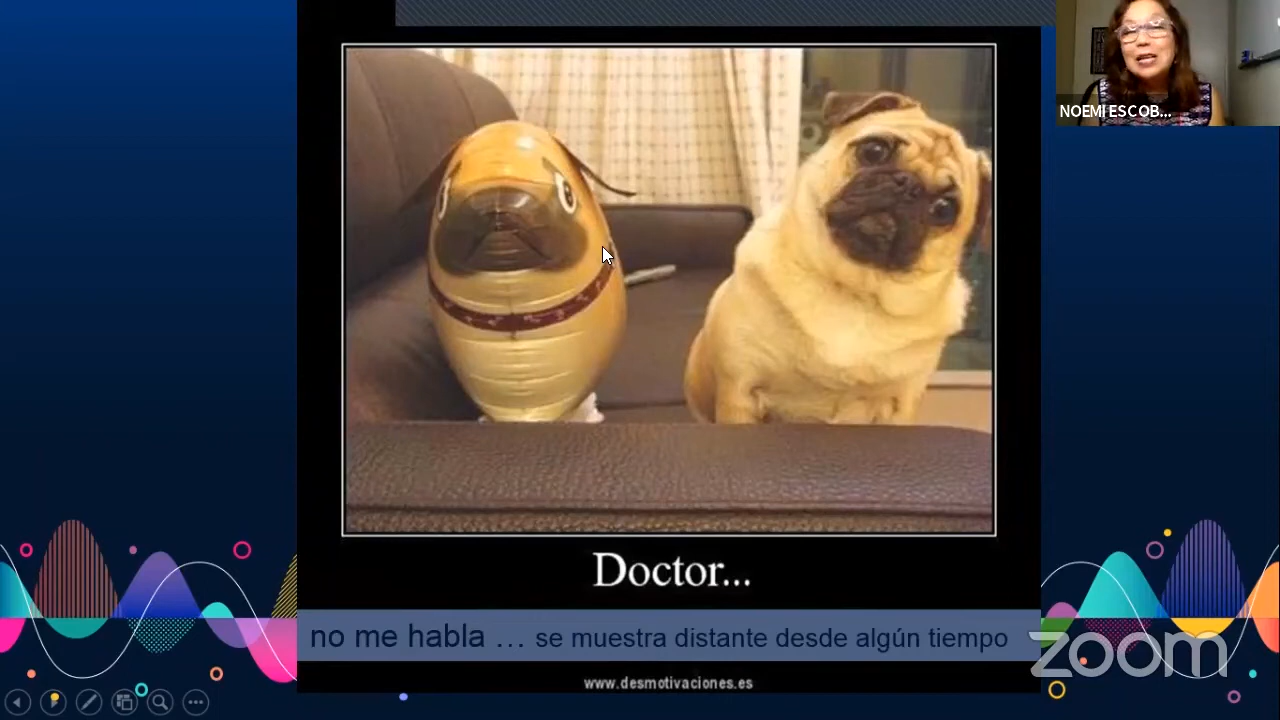 NOEMI ESCOB...
Doctor...
no me habla ... se muestra distante desde algún tiempo
zoom
www.desmotivaciones.es